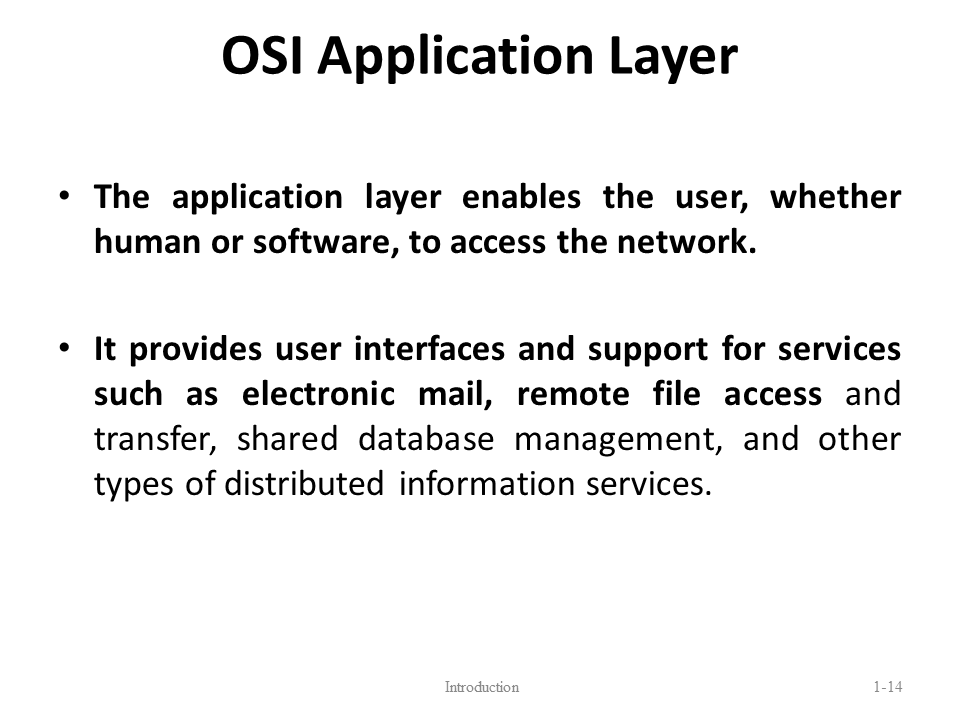 OSI Application Layer
• The application layer enables the user, whether
human or software, to access the network.
• It provides user interfaces and support for services
such as electronic mail, remote file access and
transfer, shared database management, and other
types of distributed information services.
Introduction
1-14